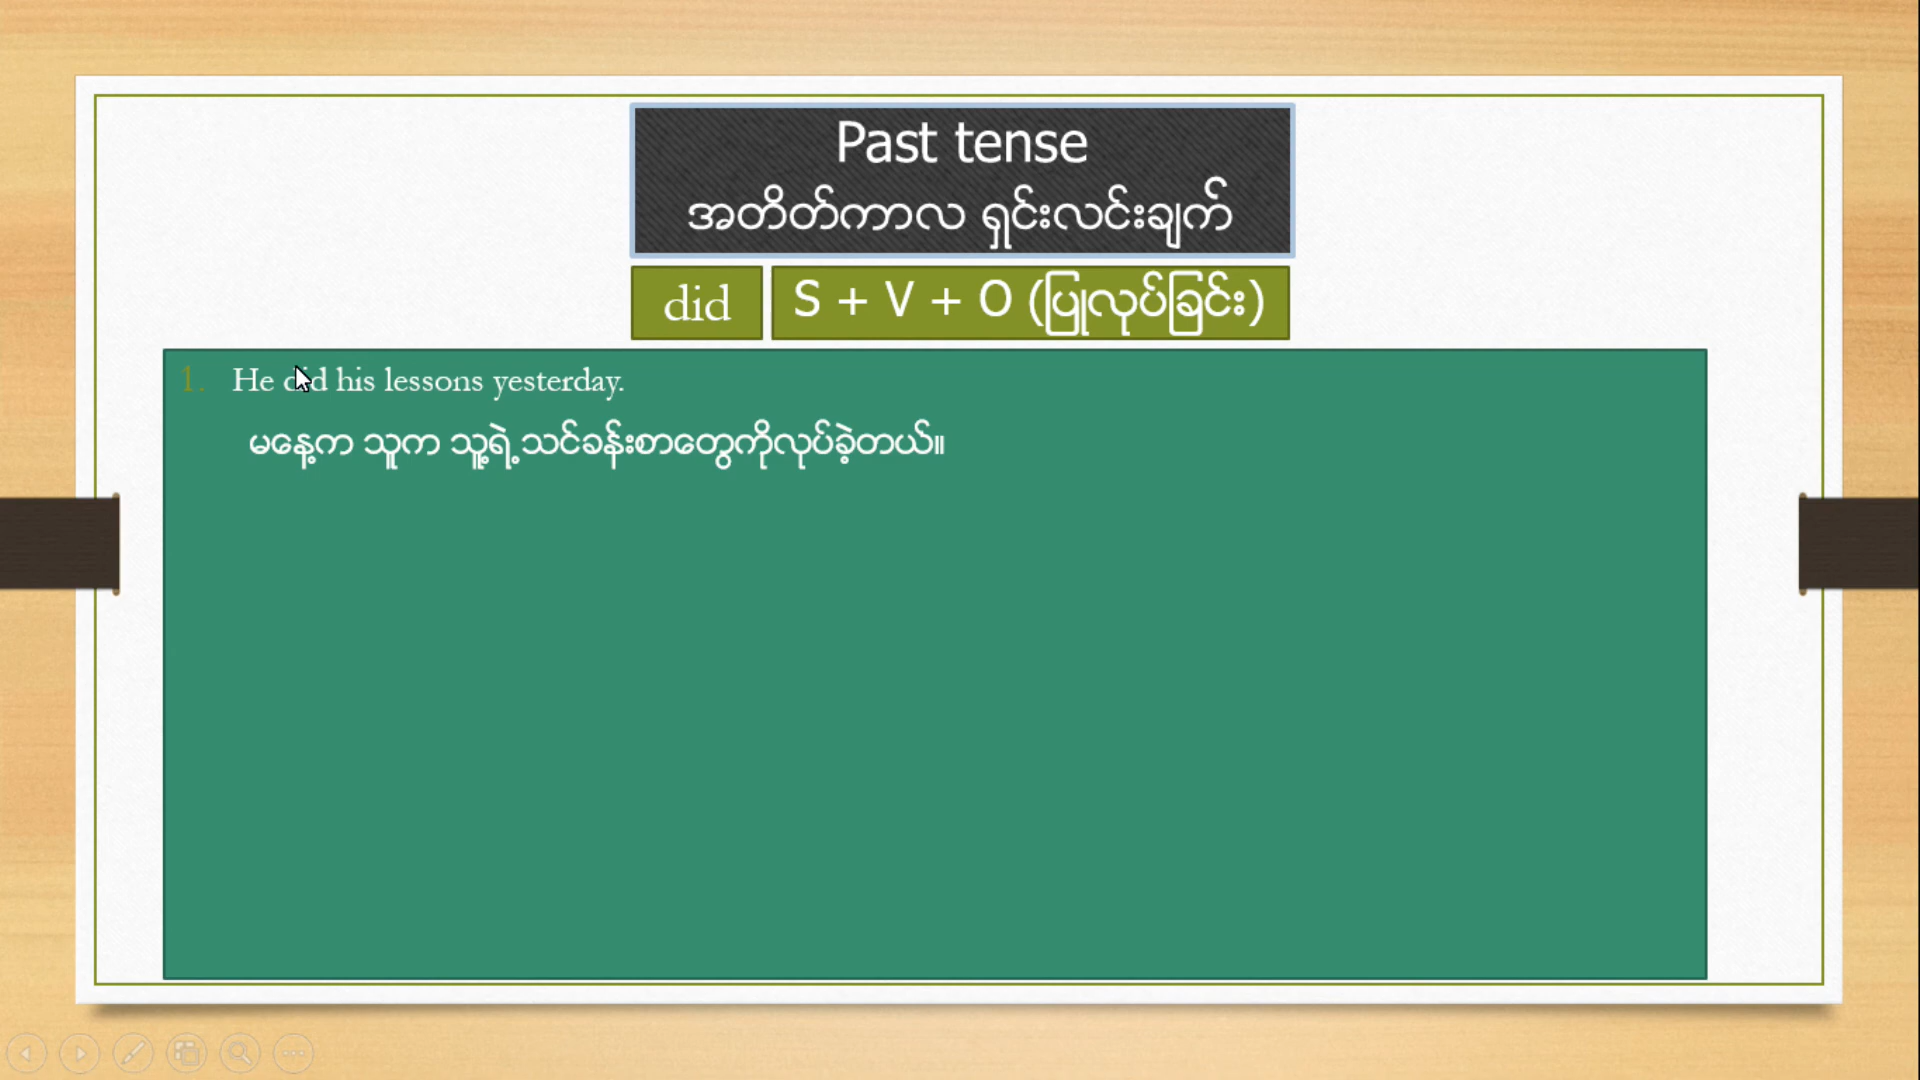 Past tense
အတိတ်ကာလ ရှင်းလင်းချက်
did
S + V + O (ပြုလုပ်ခြင်း)
1. He did his lessons yesterday.
မနေ့က သူက သူ့ရဲ့သင်ခန်းစာတွေကိုလုပ်ခဲ့တယ်။